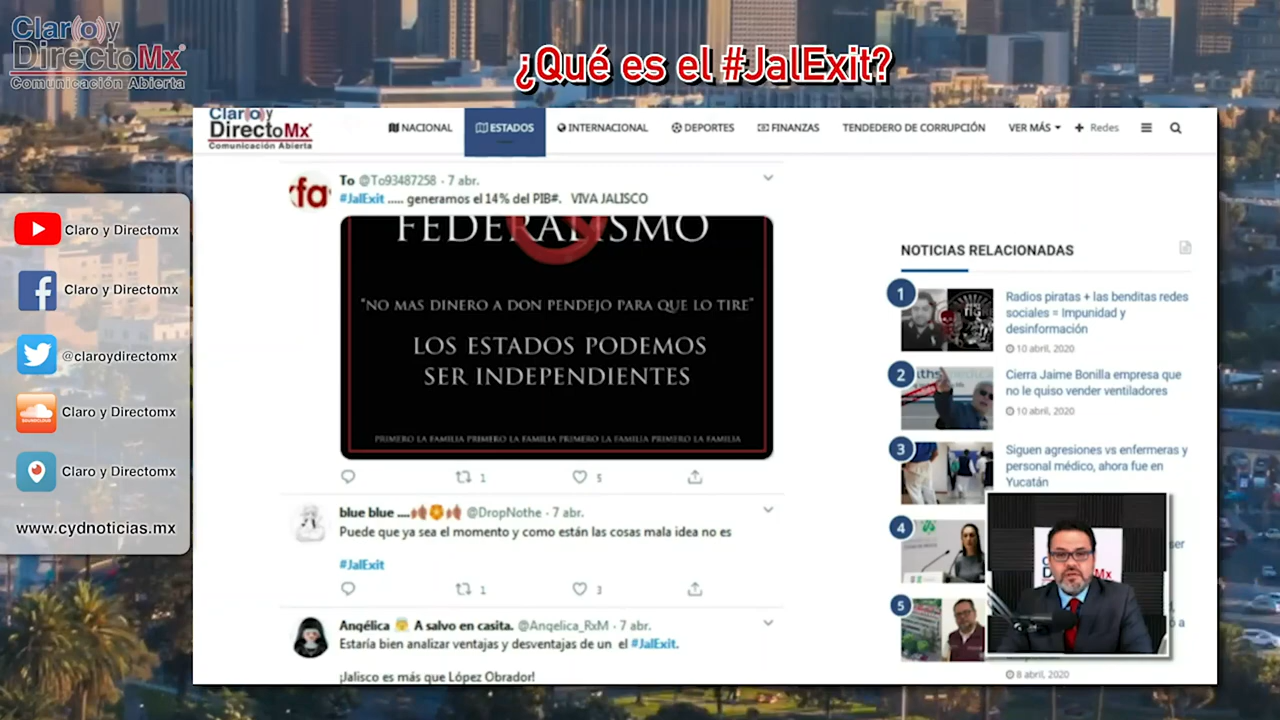 Claro y
DirectoMx®
Comunicación Abierta
¿Qué es el #JalExit?
Claro y
DirectoMx
Comunicación Abierta
NACIONAL
ESTADOS
INTERNACIONAL
DEPORTES
FINANZAS
TENDEDERO DE CORRUPCIÓN
VER MÁS
Redes
Claro y Directomx
Claro y Directomx
@claroydirectomx
Claro y Directomx
Claro y Directomx
www.cydnoticias.mx
fa
To @To93487258 · 7 abr.
#JalExit ..... generamos el 14% del PIB#. VIVA JALISCO
FEDERALISMO
"NO MAS DINERO A DON PENDEJO PARA QUE LO TIRE"
LOS ESTADOS PODEMOS
SER INDEPENDIENTES
PRIMERO LA FAMILIA PRIMERO LA FAMILIA PRIMERO LA FAMILIA PRIMERO LA FAMILIA
1 5
blue blue .... @DropNothe · 7 abr.
Puede que ya sea el momento y como están las cosas mala idea no es
#JalExit
1 3
Angélica A salvo en casita. @Angelica_RxM · 7 abr.
Estaría bien analizar ventajas y desventajas de un el #JalExit.
¡Jalisco es más que López Obrador!
NOTICIAS RELACIONADAS
1
Radios piratas + las benditas redes
sociales = Impunidad y
desinformación
10 abril, 2020
2
Cierra Jaime Bonilla empresa que
no le quiso vender ventiladores
10 abril, 2020
3
Siguen agresiones vs enfermeras y
personal médico, ahora fue en
Yucatán
4
ser
5
a
8 abril, 2020